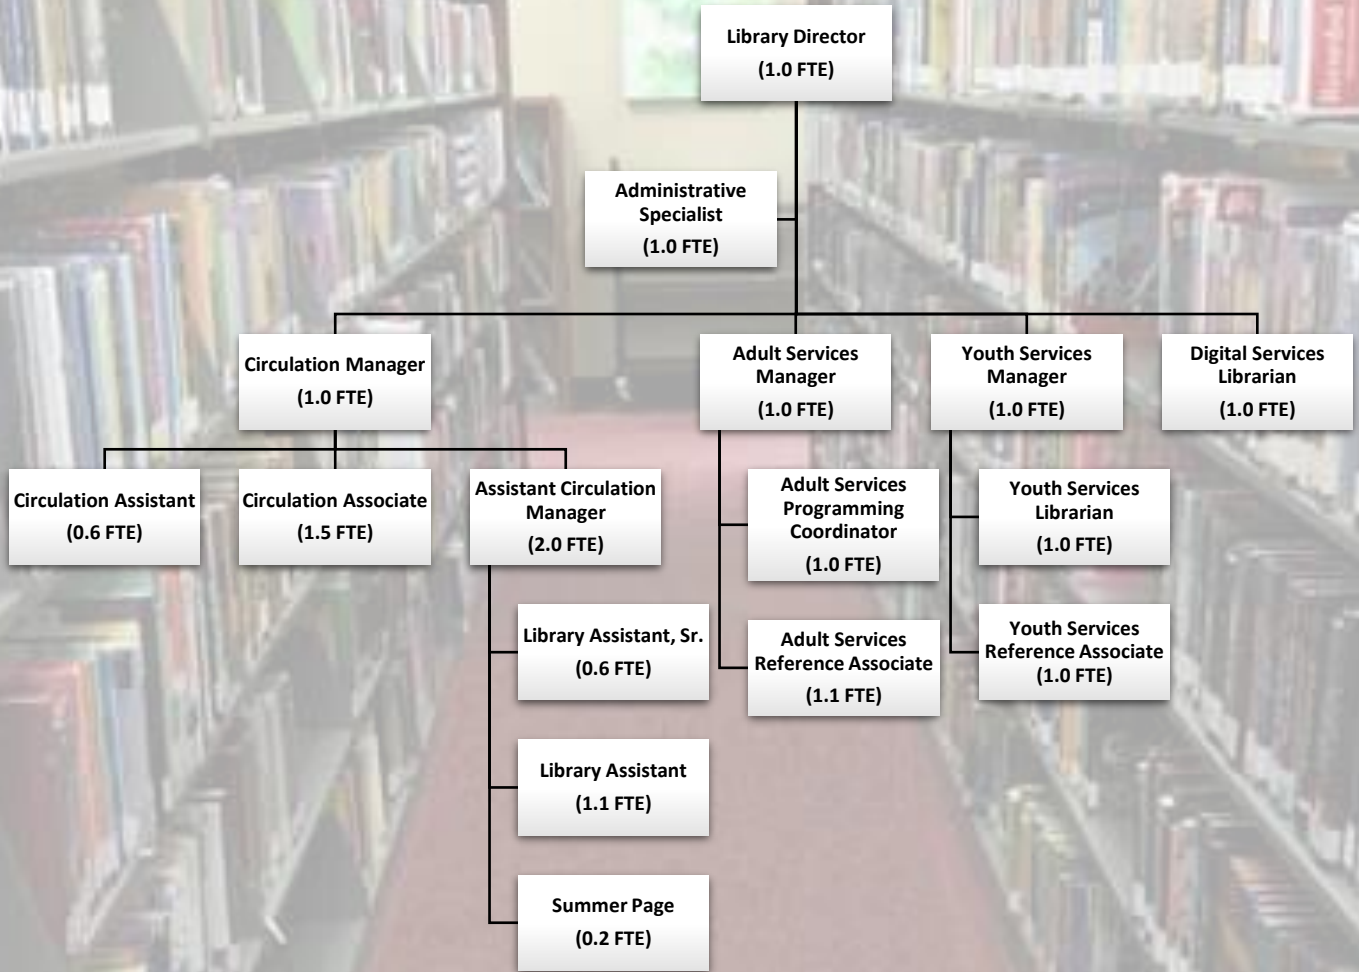 Library Director
(1.0 FTE)
Administrative
Specialist
(1.0 FTE)
Circulation Manager
(1.0 FTE)
Adult Services
Manager
(1.0 FTE)
Youth Services
Manager
(1.0 FTE)
Digital Services
Librarian
(1.0 FTE)
Circulation Assistant
(0.6 FTE)
Circulation Associate
(1.5 FTE)
Assistant Circulation
Manager
(2.0 FTE)
Library Assistant, Sr.
(0.6 FTE)
Library Assistant
(1.1 FTE)
Summer Page
(0.2 FTE)
Adult Services
Programming
Coordinator
(1.0 FTE)
Adult Services
Reference Associate
(1.1 FTE)
Youth Services
Librarian
(1.0 FTE)
Youth Services
Reference Associate
(1.0 FTE)